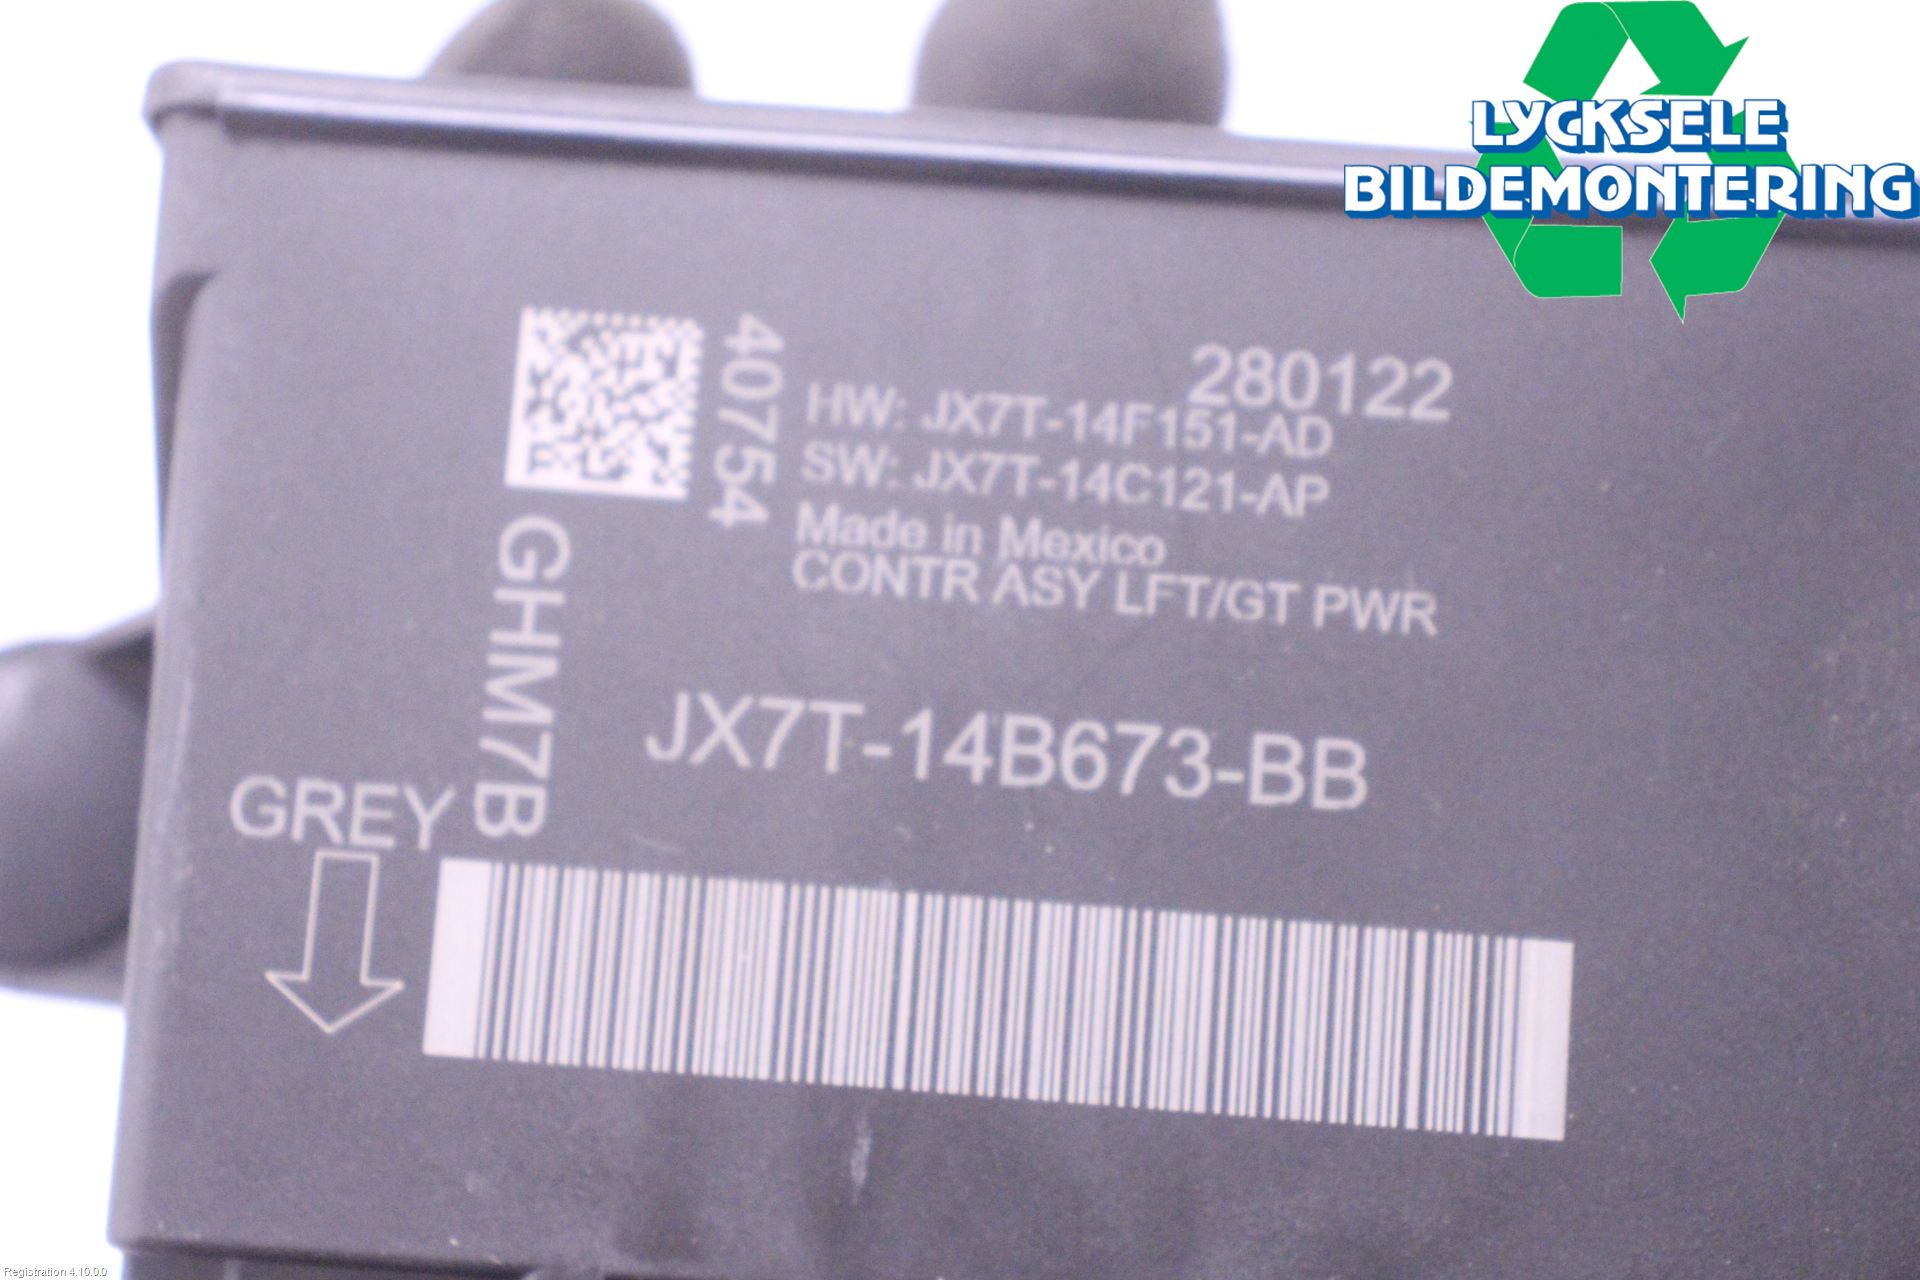 LYCKSELE
BILDEMONTERING
280122
40754
HW: JX7T-14F151-AD
SW: JX7T-14C121-AP
Made in Mexico
CONTR ASY LFT/GT PWR
GHM7B
JX7T-14B673-BB
GREY
Registration 4.10.0.0